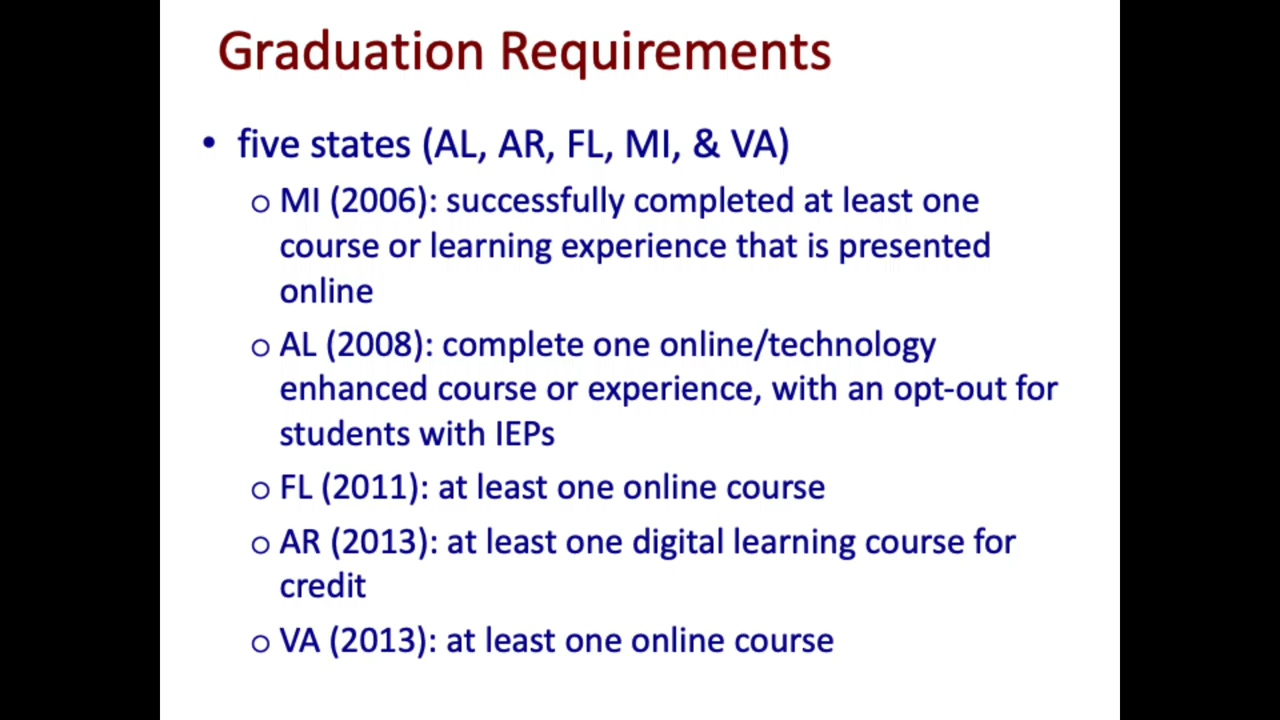 Graduation Requirements
• five states (AL, AR, FL, MI, & VA)
o MI (2006): successfully completed at least one
course or learning experience that is presented
online
o AL (2008): complete one online/technology
enhanced course or experience, with an opt-out for
students with IEPs
o FL (2011): at least one online course
o AR (2013): at least one digital learning course for
credit
o VA (2013): at least one online course